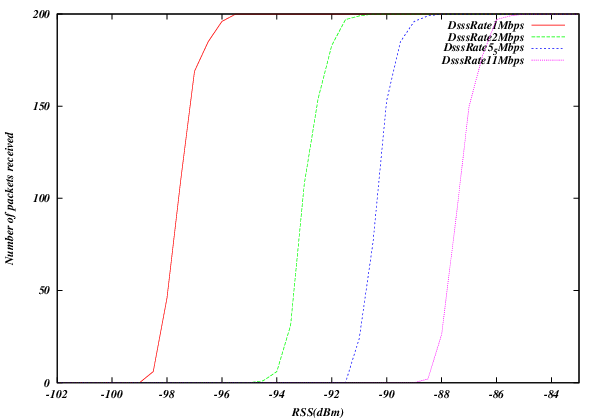 200
DsssRate1Mbps
DsssRate2Mbps
DsssRate5₅Mbps
DsssRate11Mbps
150
Number of packets received
100
50
0
-102 -100 -98 -96 -94 -92 -90 -88 -86 -84
RSS(dBm)